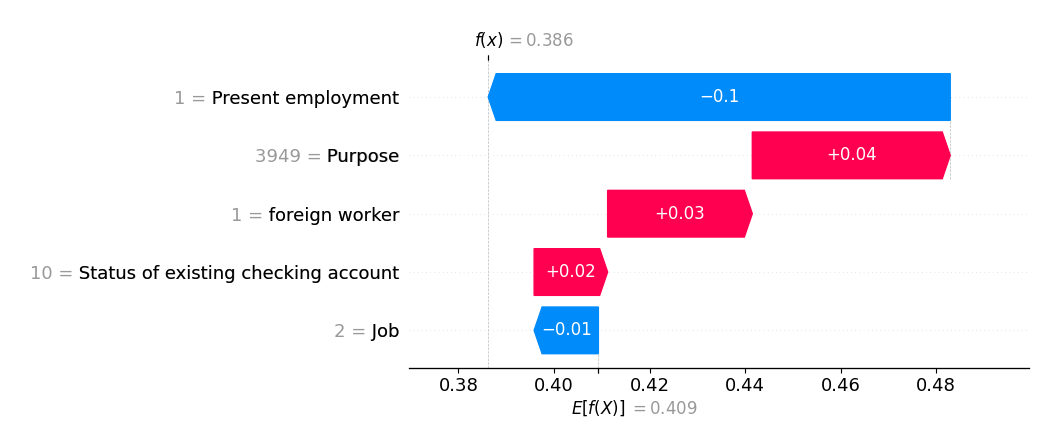 f(x) = 0.386
1 = Present employment
−0.1
3949 = Purpose
+0.04
1 = foreign worker
+0.03
10 = Status of existing checking account
+0.02
2 = Job
−0.01
0.38 0.40 0.42 0.44 0.46 0.48
E[f(X)] = 0.409